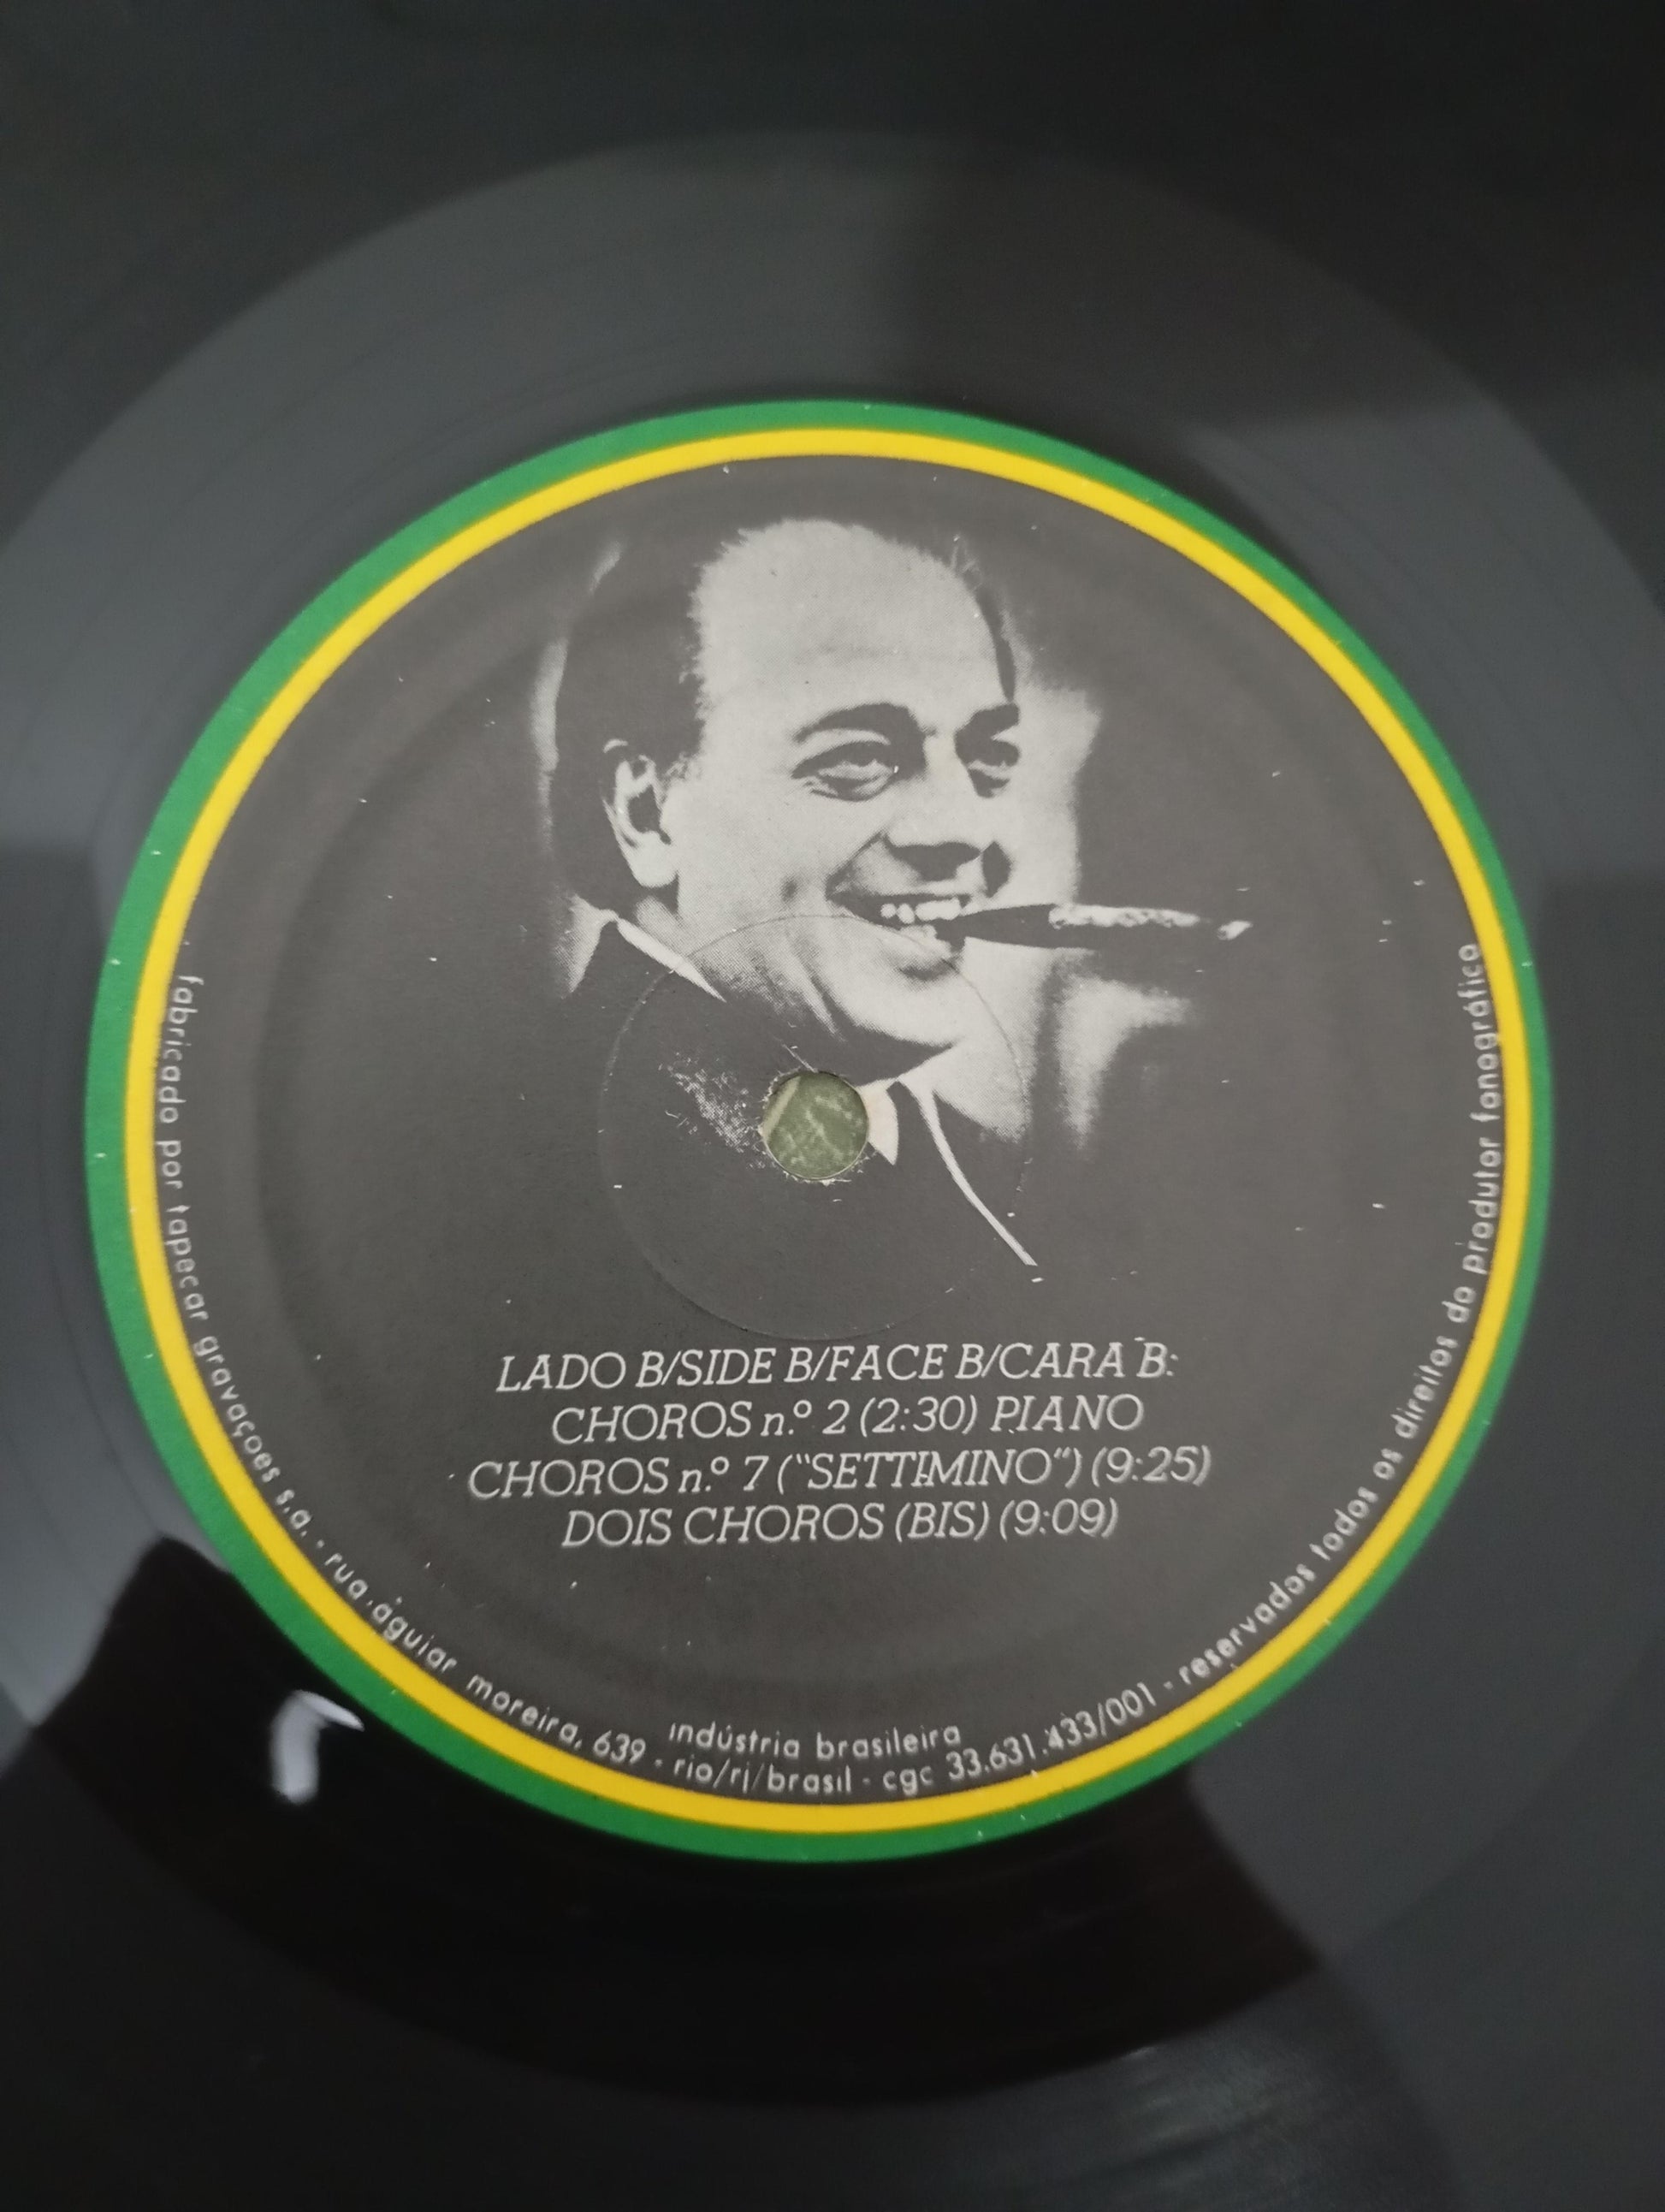 LADO B/SIDE B/FACE B/CARA B:
CHOROS n.º 2 (2:30) PIANO
CHOROS n.º 7 ("SETTIMINO") (9:25)
DOIS CHOROS (BIS) (9:09)
indústria brasileira
fabricado por tapecar gravações s.a. - rua aguiar moreira, 639 - rio/rj/brasil - cgc 33.631.433/001 - reservados todos os direitos do produtor fonográfico